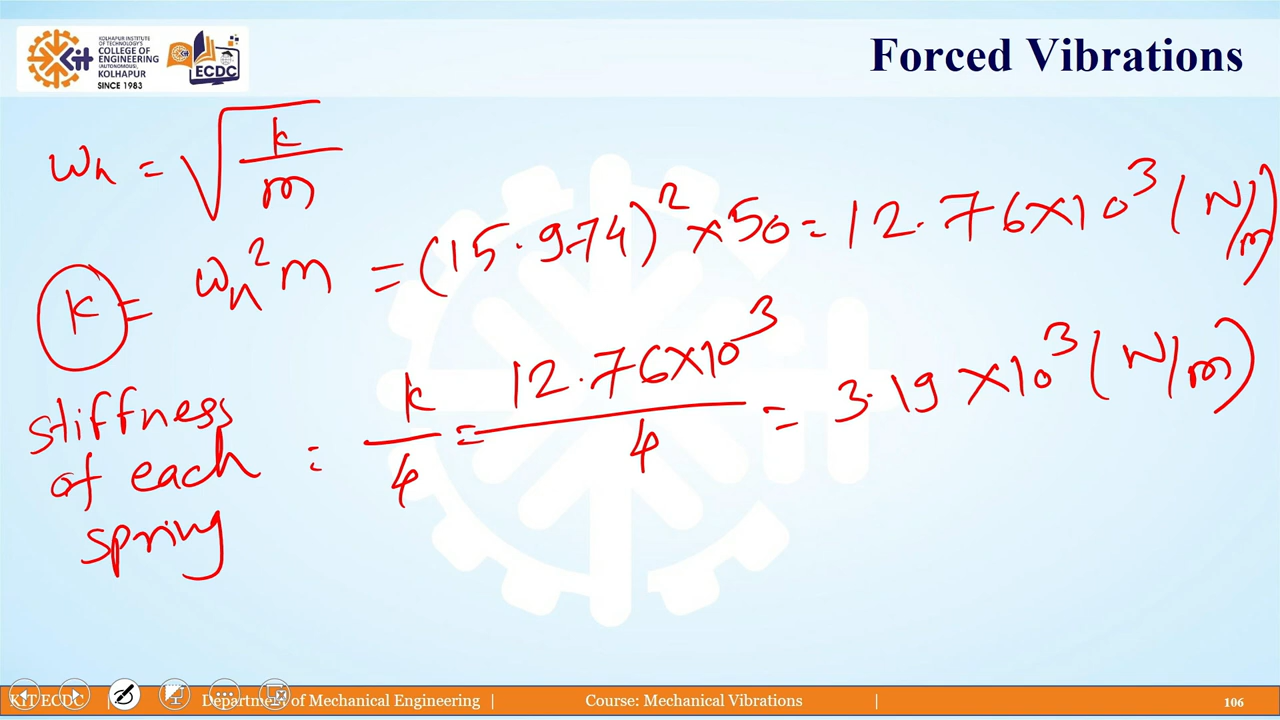 KOLHAPUR INSTITUTE
OF TECHNOLOGY'S
COLLEGE OF
ENGINEERING
(AUTONOMOUS),
KOLHAPUR
SINCE 1983
KiT
ECDC
Forced Vibrations
ωn = √(k/m)
k = ωn² m = (15.974)² × 50 = 12.76×10³ (N/m)
stiffness of each spring = k/4 = 12.76×10³/4 = 3.19 ×10³ (N/m)
KIT ECDC | Department of Mechanical Engineering | Course: Mechanical Vibrations | 106